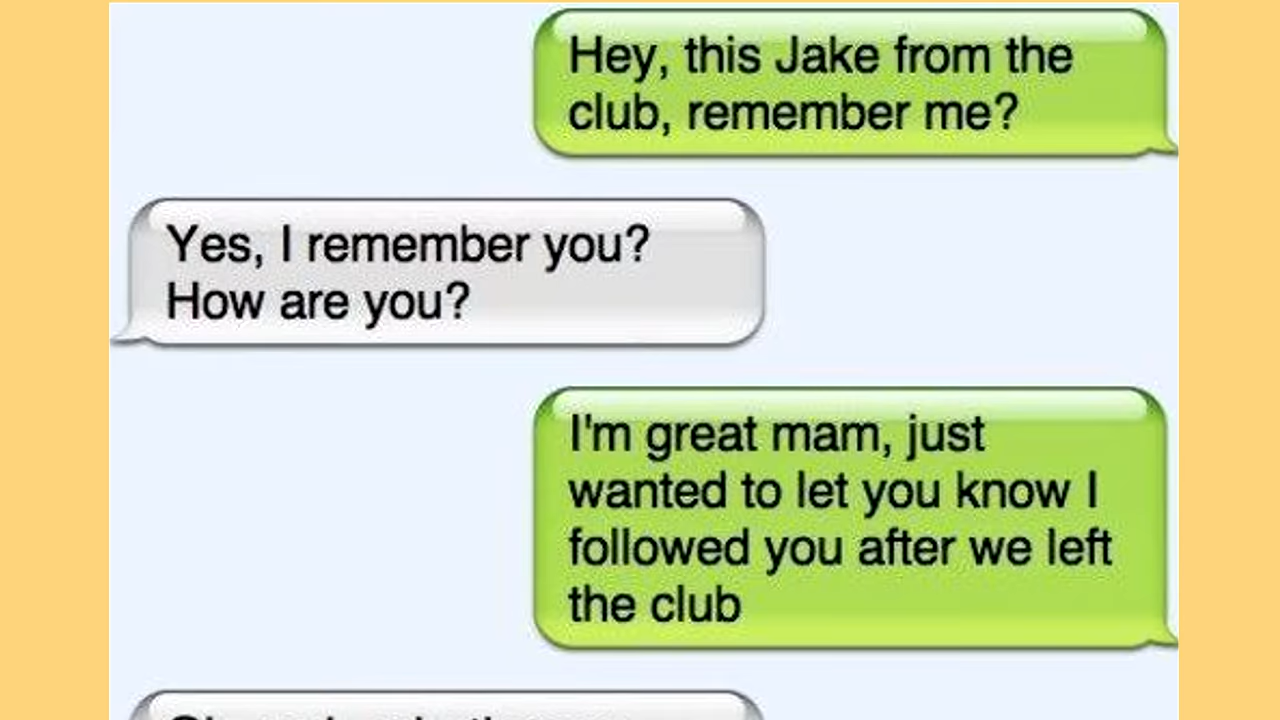 Hey, this Jake from the
club, remember me?
Yes, I remember you?
How are you?
I'm great mam, just
wanted to let you know I
followed you after we left
the club